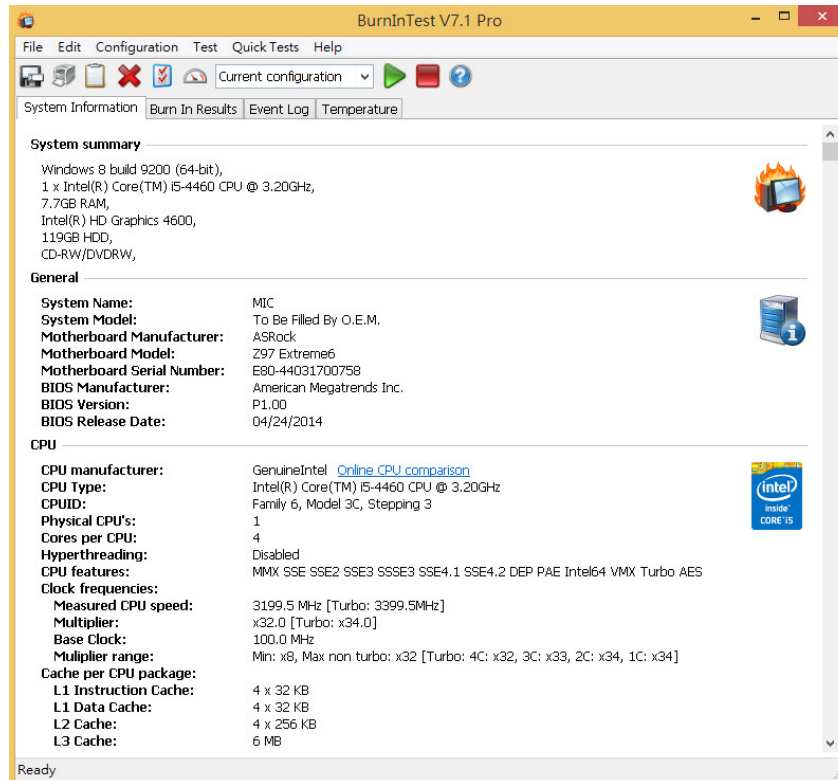 BurnInTest V7.1 Pro
File Edit Configuration Test Quick Tests Help
Current configuration
System Information Burn In Results Event Log Temperature
System summary
Windows 8 build 9200 (64-bit),
1 x Intel(R) Core(TM) i5-4460 CPU @ 3.20GHz,
7.7GB RAM,
Intel(R) HD Graphics 4600,
119GB HDD,
CD-RW/DVDRW,
General
System Name: MIC
System Model: To Be Filled By O.E.M.
Motherboard Manufacturer: ASRock
Motherboard Model: Z97 Extreme6
Motherboard Serial Number: E80-44031700758
BIOS Manufacturer: American Megatrends Inc.
BIOS Version: P1.00
BIOS Release Date: 04/24/2014
CPU
CPU manufacturer: GenuineIntel Online CPU comparison
CPU Type: Intel(R) Core(TM) i5-4460 CPU @ 3.20GHz
CPUID: Family 6, Model 3C, Stepping 3
Physical CPU's: 1
Cores per CPU: 4
Hyperthreading: Disabled
CPU features: MMX SSE SSE2 SSE3 SSSE3 SSE4.1 SSE4.2 DEP PAE Intel64 VMX Turbo AES
Clock frequencies:
Measured CPU speed: 3199.5 MHz [Turbo: 3399.5MHz]
Multiplier: x32.0 [Turbo: x34.0]
Base Clock: 100.0 MHz
Muliplier range: Min: x8, Max non turbo: x32 [Turbo: 4C: x32, 3C: x33, 2C: x34, 1C: x34]
Cache per CPU package:
L1 Instruction Cache: 4 x 32 KB
L1 Data Cache: 4 x 32 KB
L2 Cache: 4 x 256 KB
L3 Cache: 6 MB
intel
inside"
CORE" i5
Ready